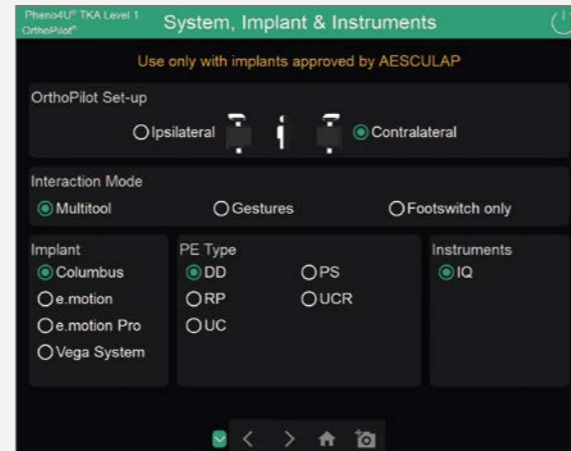 Pheno4U® TKA Level 1
OrthoPilot®
System, Implant & Instruments
Use only with implants approved by AESCULAP
OrthoPilot Set-up
Ipsilateral
Contralateral
Interaction Mode
Multitool
Gestures
Footswitch only
Implant
Columbus
e.motion
e.motion Pro
Vega System
PE Type
DD
PS
RP
UCR
UC
Instruments
IQ